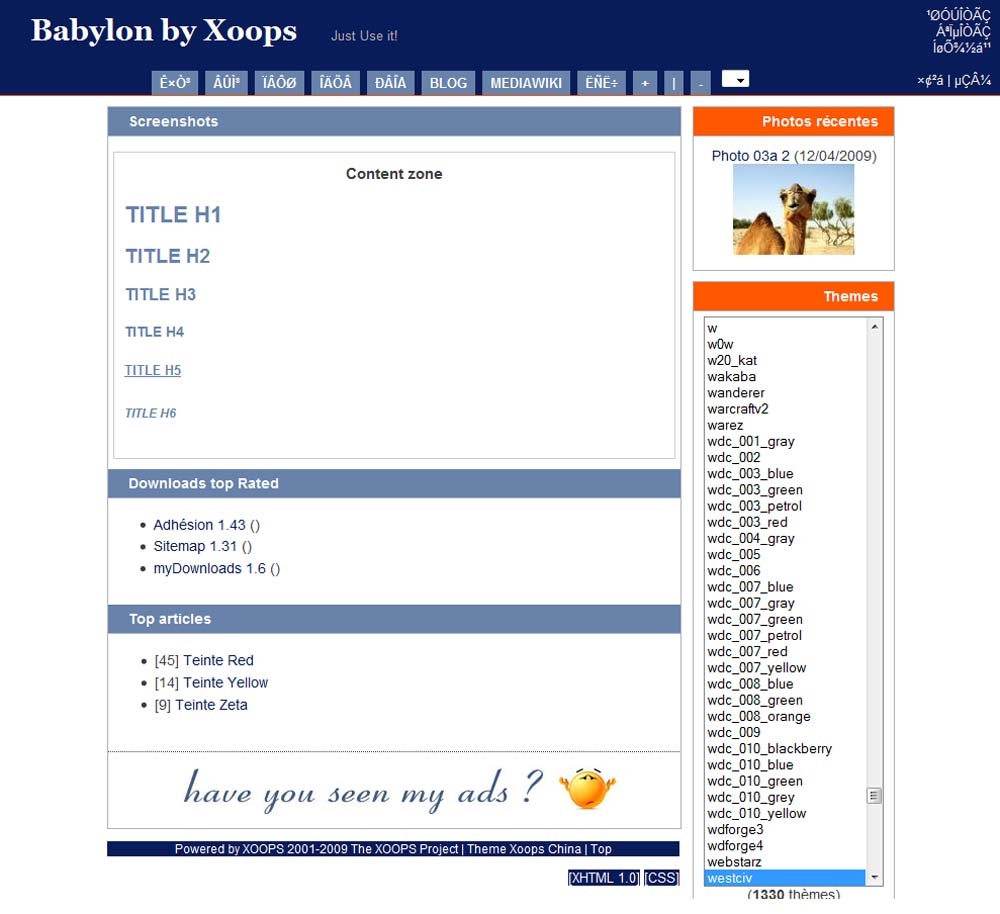 Babylon by Xoops
Just Use it!
¹ØÓÚÎÒÃÇ
ÁªÏµÎÒÃÇ
ÍøÕ¾½á¹¹
Ê×Ò³ ÂÛÌ³ ÏÂÔØ ÎÄÕÂ ÐÂÎÅ BLOG MEDIAWIKI ËÑË÷ + | -
×¢²á | µÇÂ¼
Screenshots
Content zone
TITLE H1
TITLE H2
TITLE H3
TITLE H4
TITLE H5
TITLE H6
Downloads top Rated
Adhésion 1.43 ()
Sitemap 1.31 ()
myDownloads 1.6 ()
Top articles
[45] Teinte Red
[14] Teinte Yellow
[9] Teinte Zeta
have you seen my ads ?
Powered by XOOPS 2001-2009 The XOOPS Project | Theme Xoops China | Top
[XHTML 1.0] [CSS]
Photos récentes
Photo 03a 2 (12/04/2009)
Themes
w
w0w
w20_kat
wakaba
wanderer
warcraftv2
warez
wdc_001_gray
wdc_002
wdc_003_blue
wdc_003_green
wdc_003_petrol
wdc_003_red
wdc_004_gray
wdc_005
wdc_006
wdc_007_blue
wdc_007_gray
wdc_007_green
wdc_007_petrol
wdc_007_red
wdc_007_yellow
wdc_008_blue
wdc_008_green
wdc_008_orange
wdc_009
wdc_010_blackberry
wdc_010_blue
wdc_010_green
wdc_010_grey
wdc_010_yellow
wdforge3
wdforge4
webstarz
westciv
(1330 thèmes)